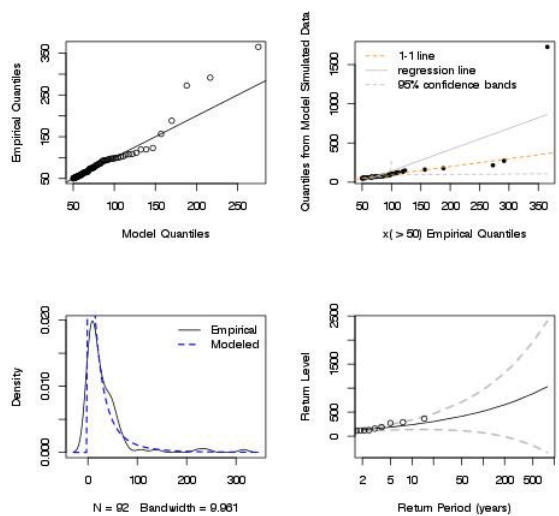 Empirical Quantiles
50 150 250 350
50 100 150 200 250
Model Quantiles
Quantiles from Model Simulated Data
0 500 1000 1500
1-1 line
regression line
95% confidence bands
50 100 150 200 250 300 350
x( > 50) Empirical Quantiles
Density
0.000 0.010 0.020
Empirical
Modeled
0 100 200 300
N = 92 Bandwidth = 9.961
Return Level
0 500 1500 2500
2 5 10 50 100 200 500
Return Period (years)